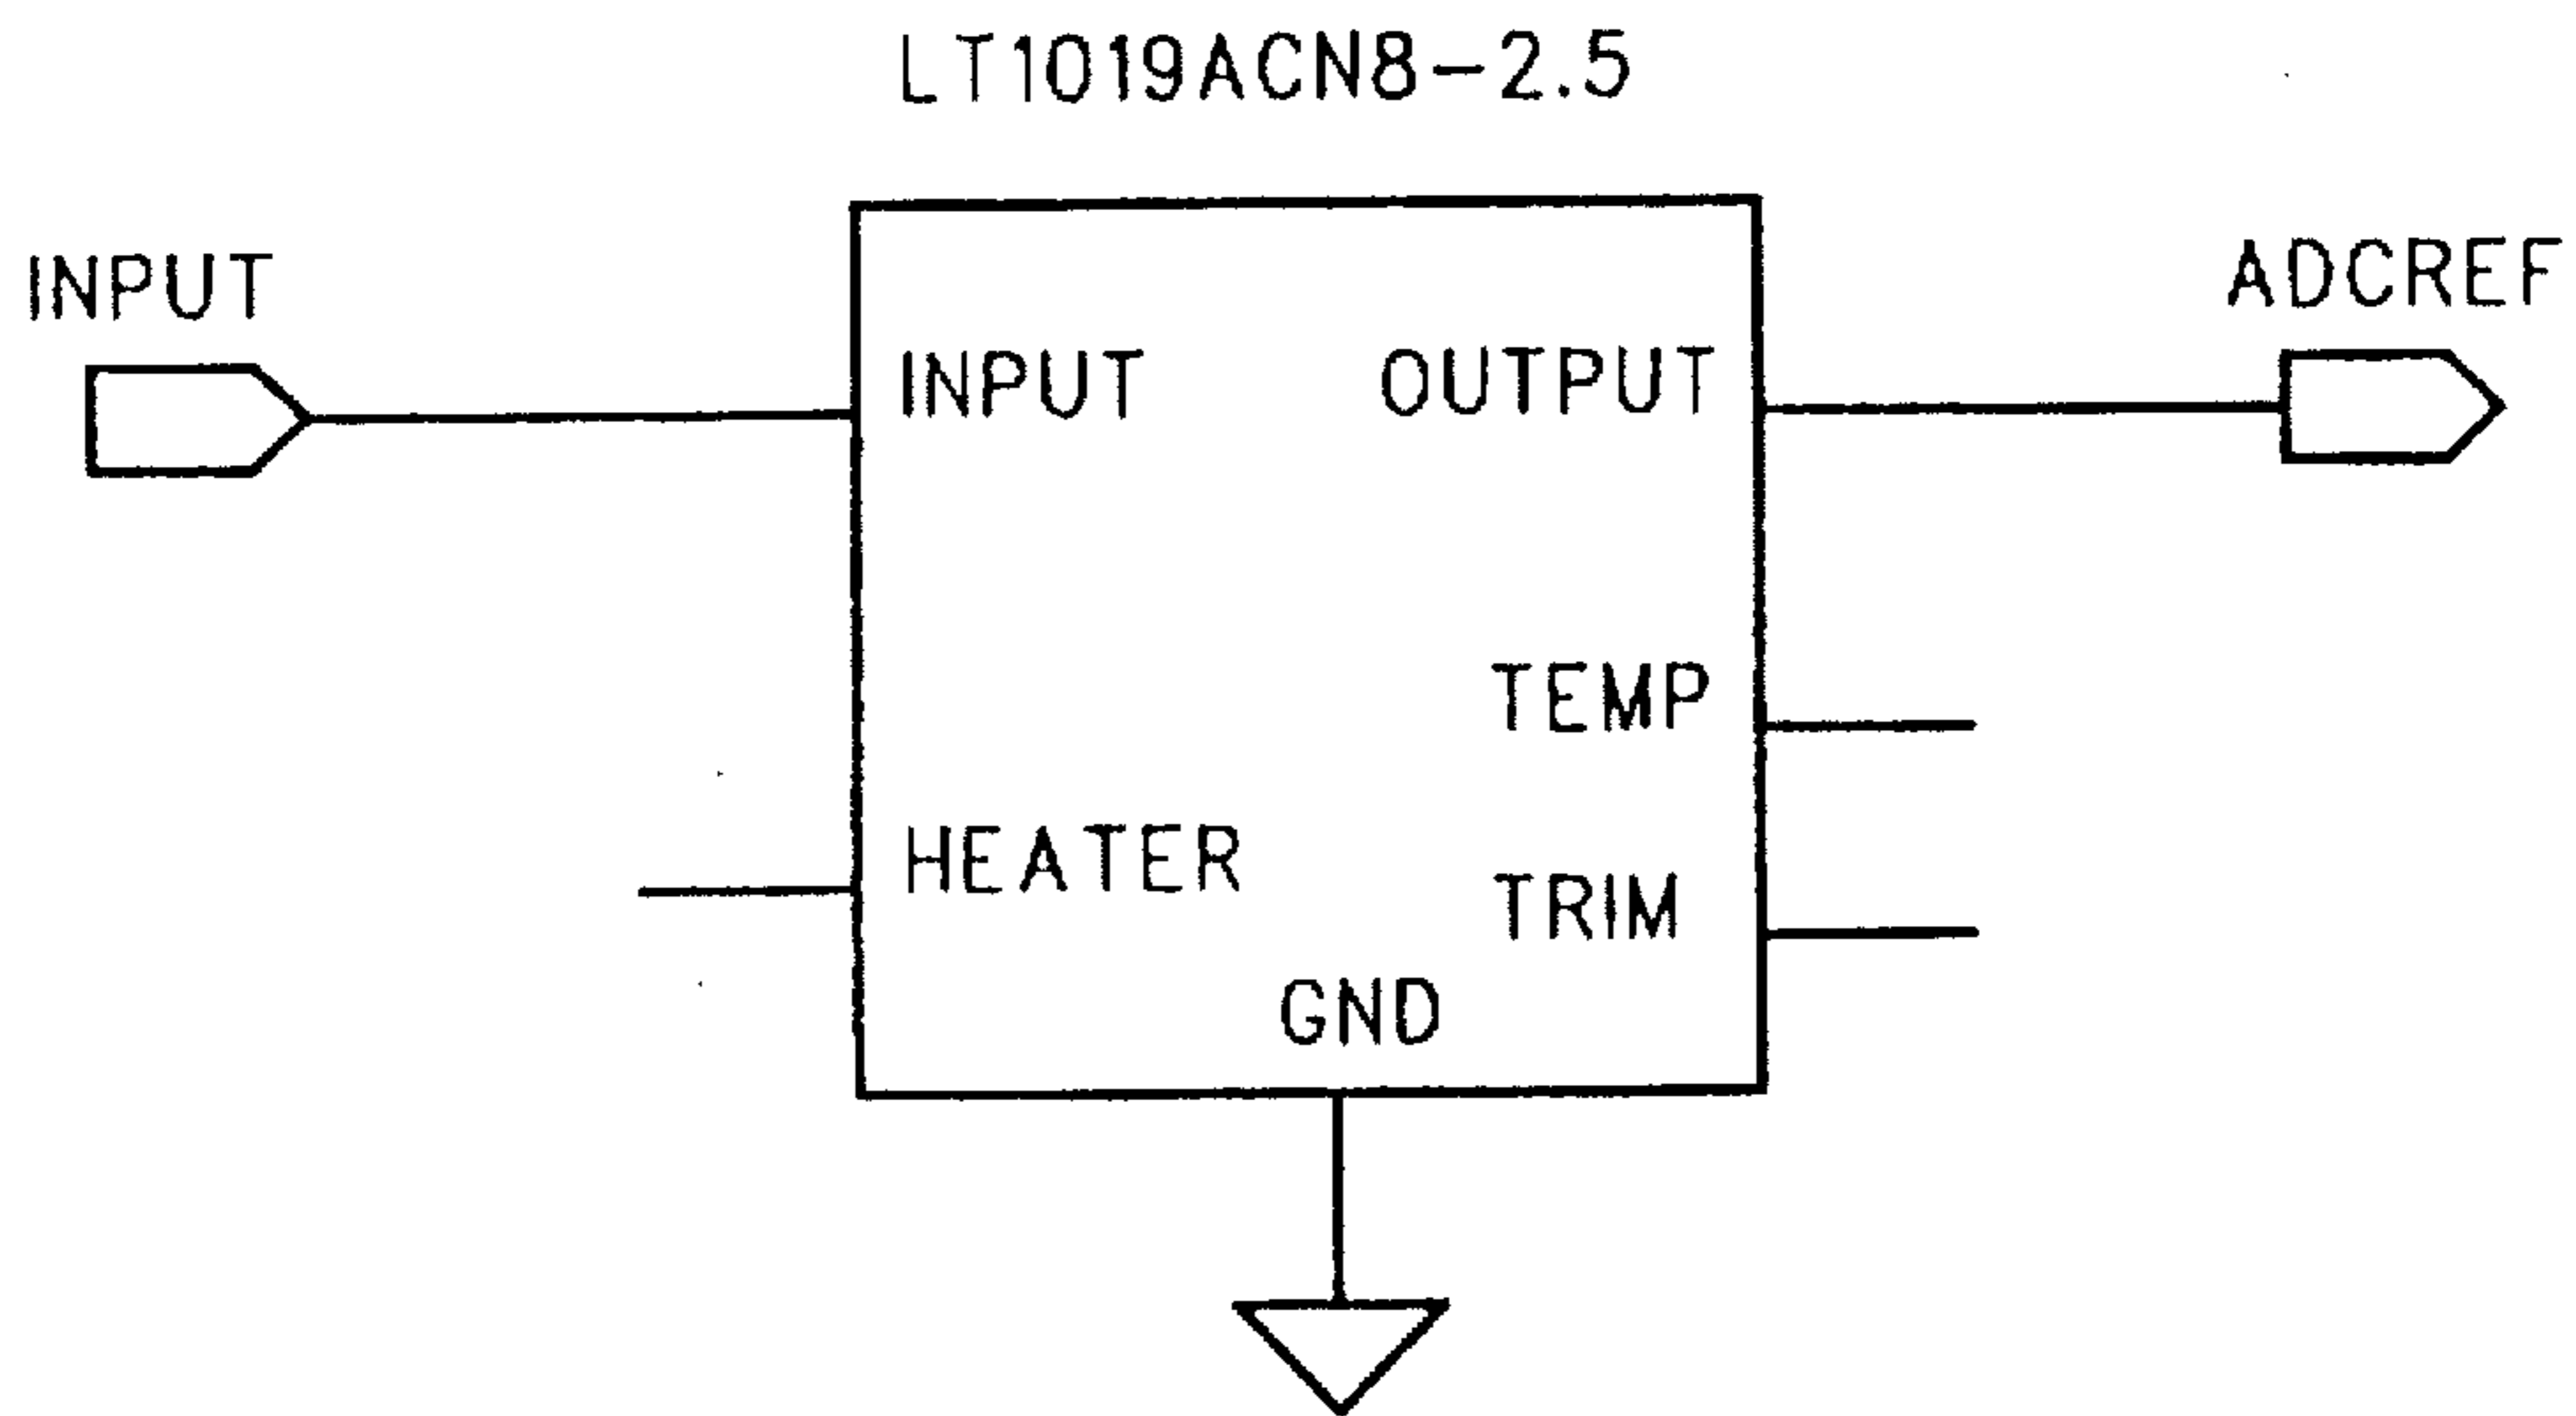 LT1019ACN8-2.5
INPUT
ADCREF
INPUT
OUTPUT
TEMP
HEATER
TRIM
GND